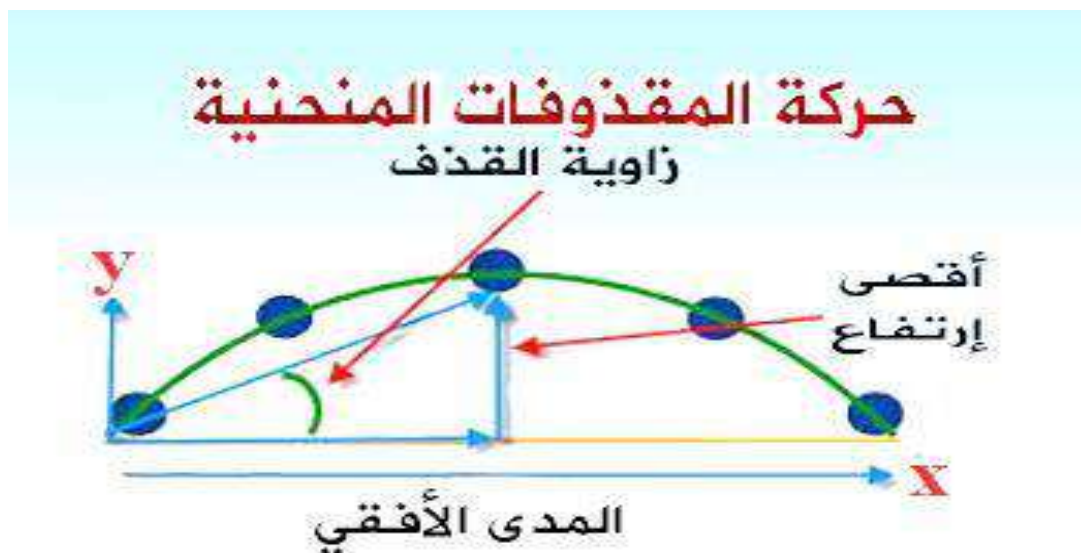 حركة المقذوفات المنحنية
زاوية القذف
y
أقصى
إرتفاع
x
المدى الأفقي